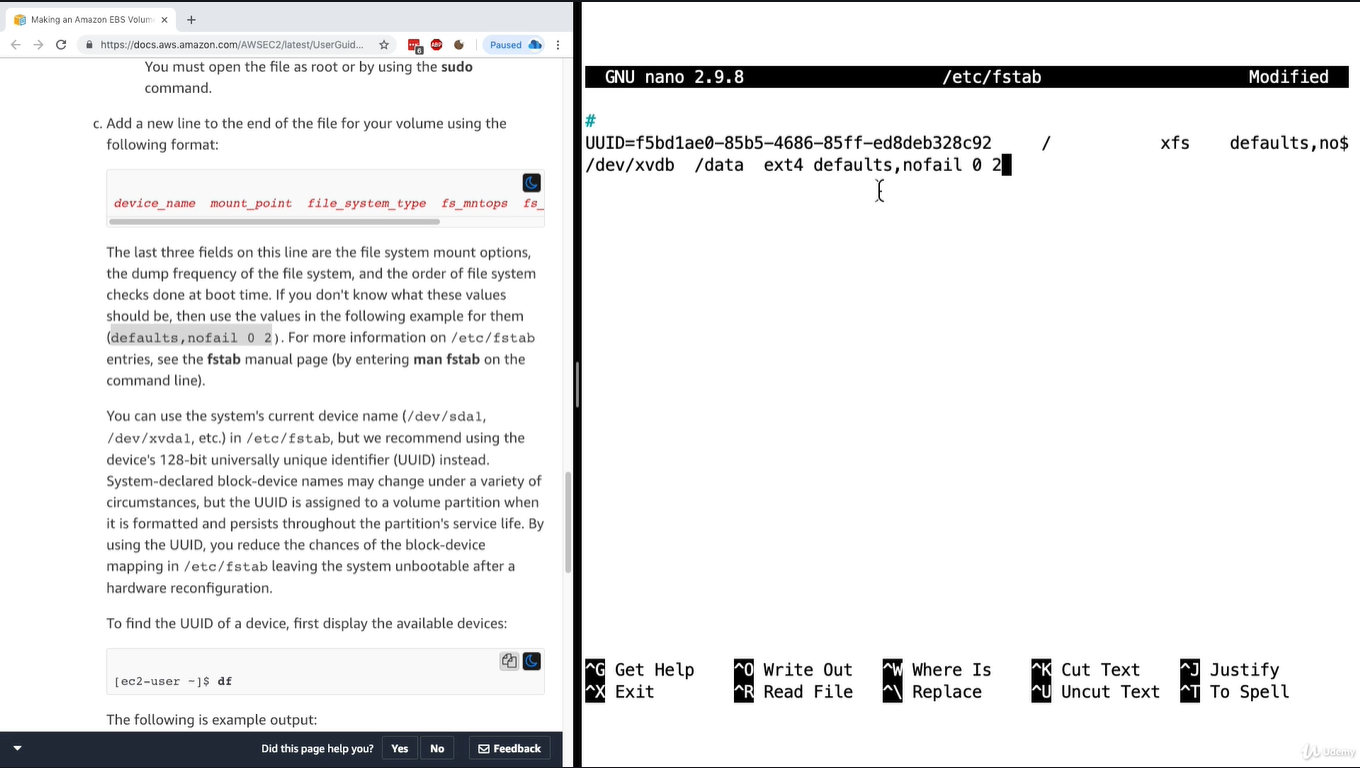 Making an Amazon EBS Volum
https://docs.aws.amazon.com/AWSEC2/latest/UserGuid...
6
ABP
Paused
You must open the file as root or by using the sudo
command.
c. Add a new line to the end of the file for your volume using the
following format:
device_name mount_point file_system_type fs_mntops fs_
The last three fields on this line are the file system mount options,
the dump frequency of the file system, and the order of file system
checks done at boot time. If you don't know what these values
should be, then use the values in the following example for them
(defaults,nofail 0 2). For more information on /etc/fstab
entries, see the fstab manual page (by entering man fstab on the
command line).
You can use the system's current device name (/dev/sda1,
/dev/xvda1, etc.) in /etc/fstab, but we recommend using the
device's 128-bit universally unique identifier (UUID) instead.
System-declared block-device names may change under a variety of
circumstances, but the UUID is assigned to a volume partition when
it is formatted and persists throughout the partition's service life. By
using the UUID, you reduce the chances of the block-device
mapping in /etc/fstab leaving the system unbootable after a
hardware reconfiguration.
To find the UUID of a device, first display the available devices:
[ec2-user ~]$ df
The following is example output:
Did this page help you? Yes No Feedback
GNU nano 2.9.8 /etc/fstab Modified
#
UUID=f5bd1ae0-85b5-4686-85ff-ed8deb328c92 / xfs defaults,no$
/dev/xvdb /data ext4 defaults,nofail 0 2
^G Get Help ^O Write Out ^W Where Is ^K Cut Text ^J Justify
^X Exit ^R Read File ^\ Replace ^U Uncut Text ^T To Spell
Udemy